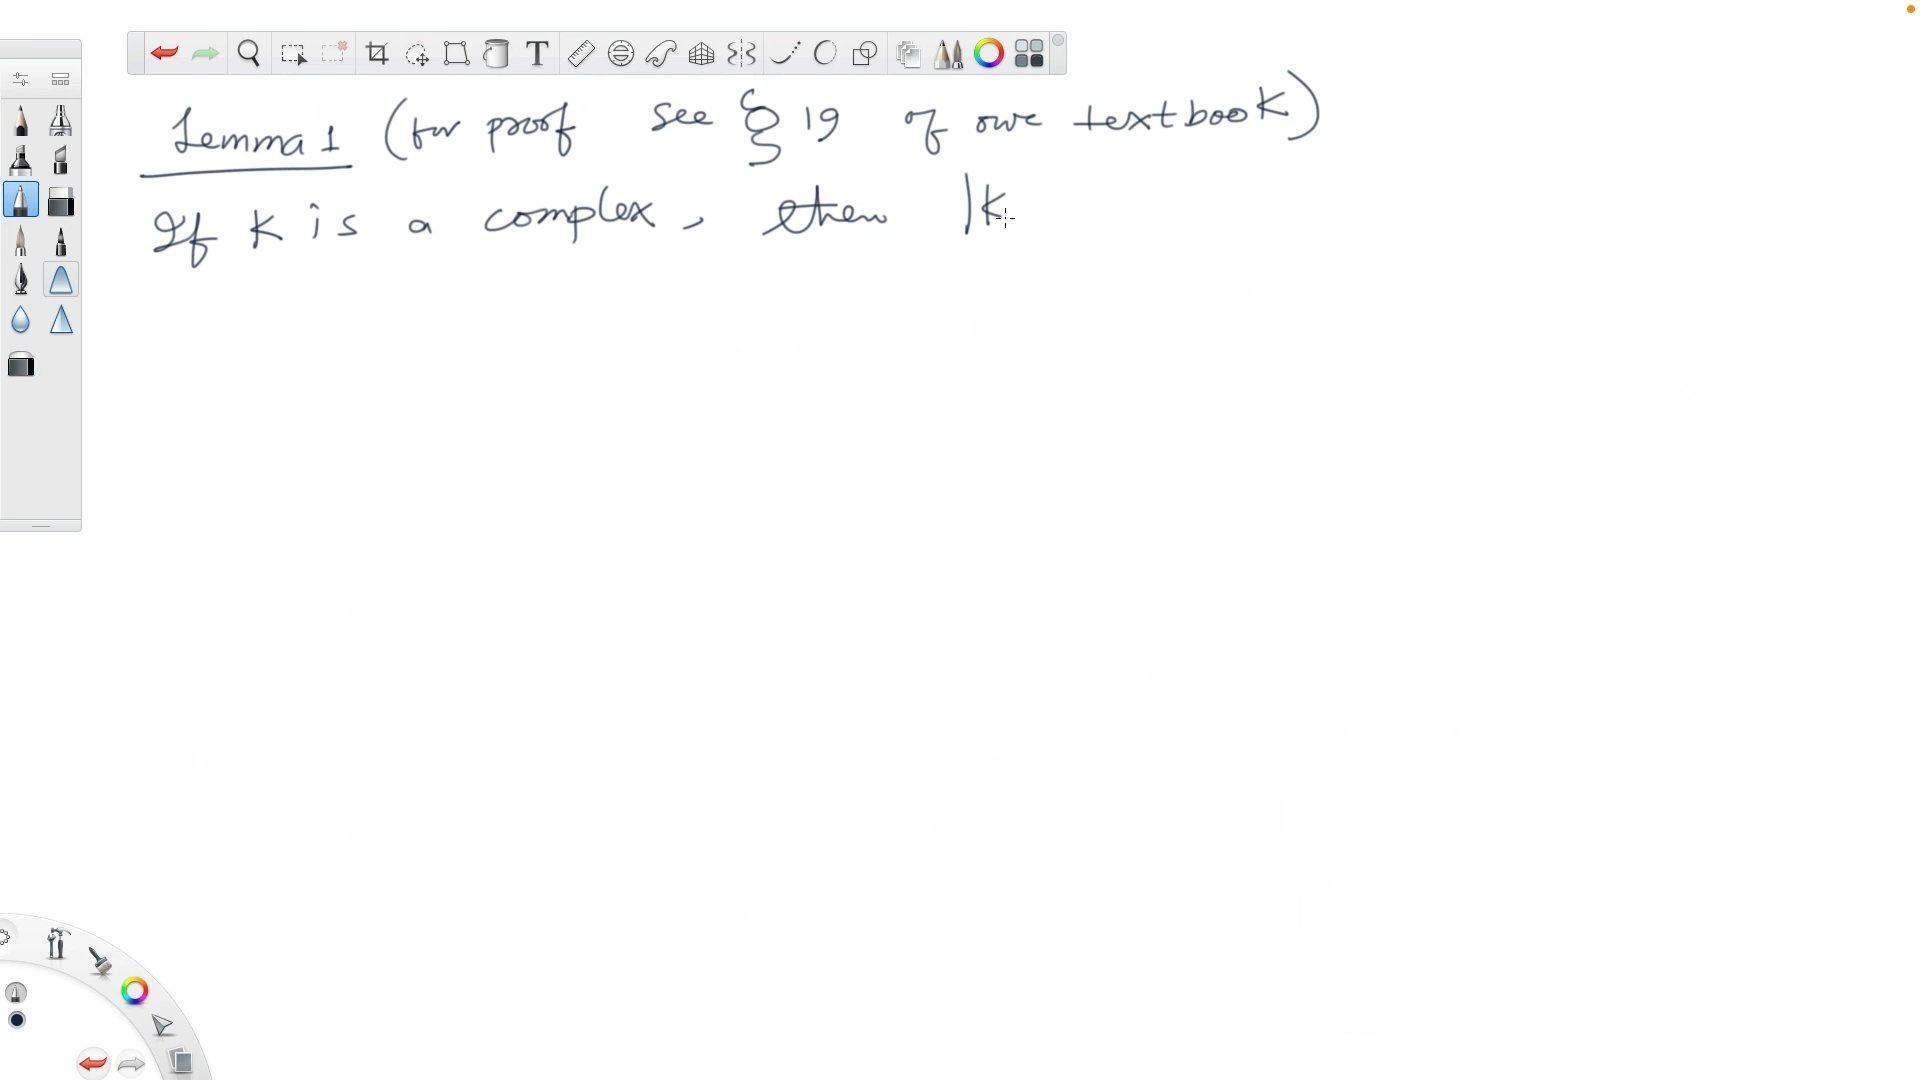 Lemma 1 (for proof see § 19 of our textbook)
If K is a complex, then |K